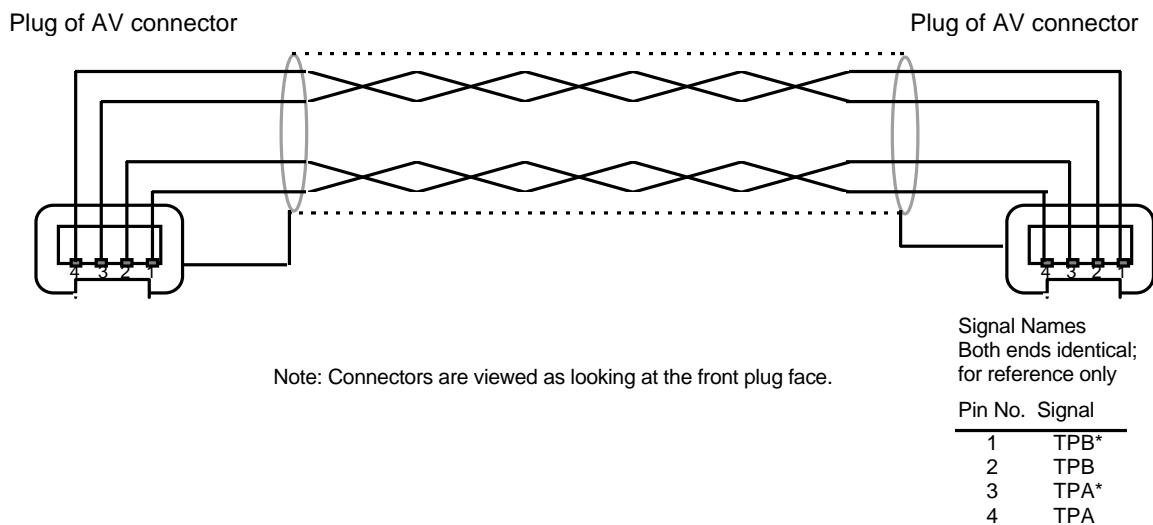 Plug of AV connector
Plug of AV connector
4 3 2 1
4 3 2 1
Note: Connectors are viewed as looking at the front plug face.
Signal Names
Both ends identical;
for reference only
Pin No. Signal
1 TPB*
2 TPB
3 TPA*
4 TPA